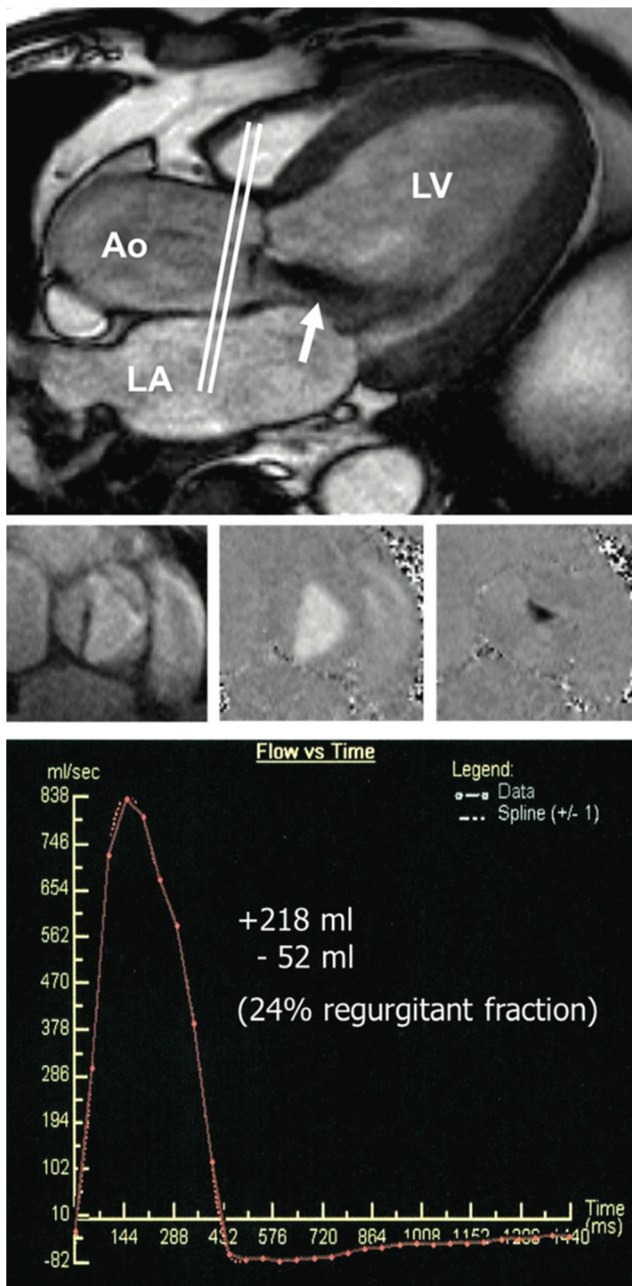 LV
Ao
LA
Flow vs Time
ml/sec
Legend:
Data
Spline (+/- 1)
838
746
654
562
470
378
286
194
102
10
-82
+218 ml
- 52 ml
(24% regurgitant fraction)
Time
(ms)
144
288
432
576
720
864
1008
1152
1288
1440